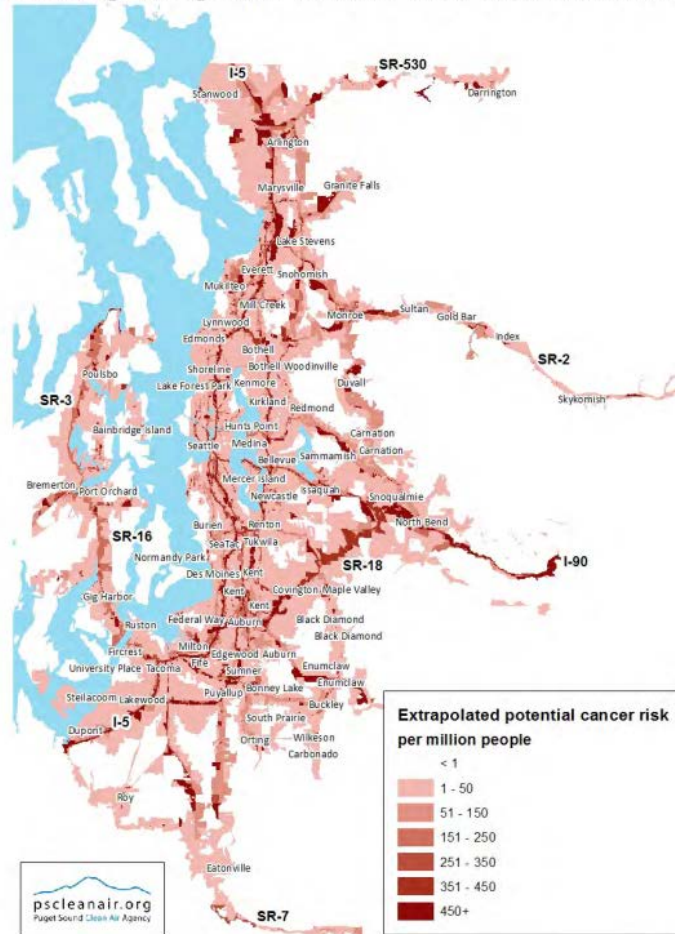 I-5
SR-530
Stanwood
Darrington
Arlington
Marysville
Granite Falls
Lake Stevens
Everett
Snohomish
Mukilteo
Mill Creek
Monroe
Sultan
Gold Bar
Index
Lynnwood
Edmonds
Bothell
SR-2
Shoreline
Bothell Woodinville
Poulsbo
Lake Forest Park
Kenmore
Duvall
Skykomish
SR-3
Kirkland
Redmond
Bainbridge Island
Hunts Point
Carnation
Seattle
Medina
Carnation
Bellevue
Sammamish
Bremerton
Mercer Island
Port Orchard
Newcastle
Issaquah
Snoqualmie
Burien
Renton
North Bend
SR-16
SeaTac
Tukwila
Normandy Park
SR-18
I-90
Des Moines
Kent
Kent
Covington
Maple Valley
Gig Harbor
Kent
Ruston
Federal Way
Auburn
Black Diamond
Black Diamond
Fircrest
Milton
Edgewood
Auburn
University Place
Tacoma
Fife
Sumner
Enumclaw
Enumclaw
Steilacoom
Lakewood
Puyallup
Bonney Lake
Buckley
I-5
South Prairie
Dupont
Orting
Wilkeson
Carbonado
Roy
Eatonville
SR-7
Extrapolated potential cancer risk
per million people
< 1
1 - 50
51 - 150
151 - 250
251 - 350
351 - 450
450+
pscleanair.org
Puget Sound Clean Air Agency